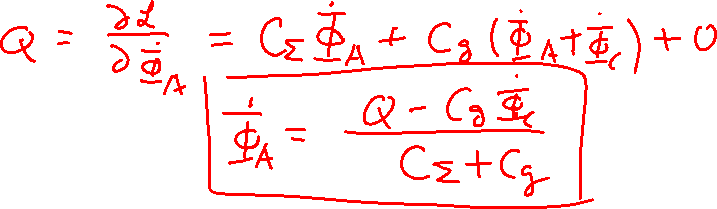 Q = ∂ℒ/∂Φ̇_A = C_Σ Φ̇_A + C_g (Φ̇_A + Φ̇_c) + 0
Φ̇_A = (Q - C_g Φ̇_c)/(C_Σ + C_g)